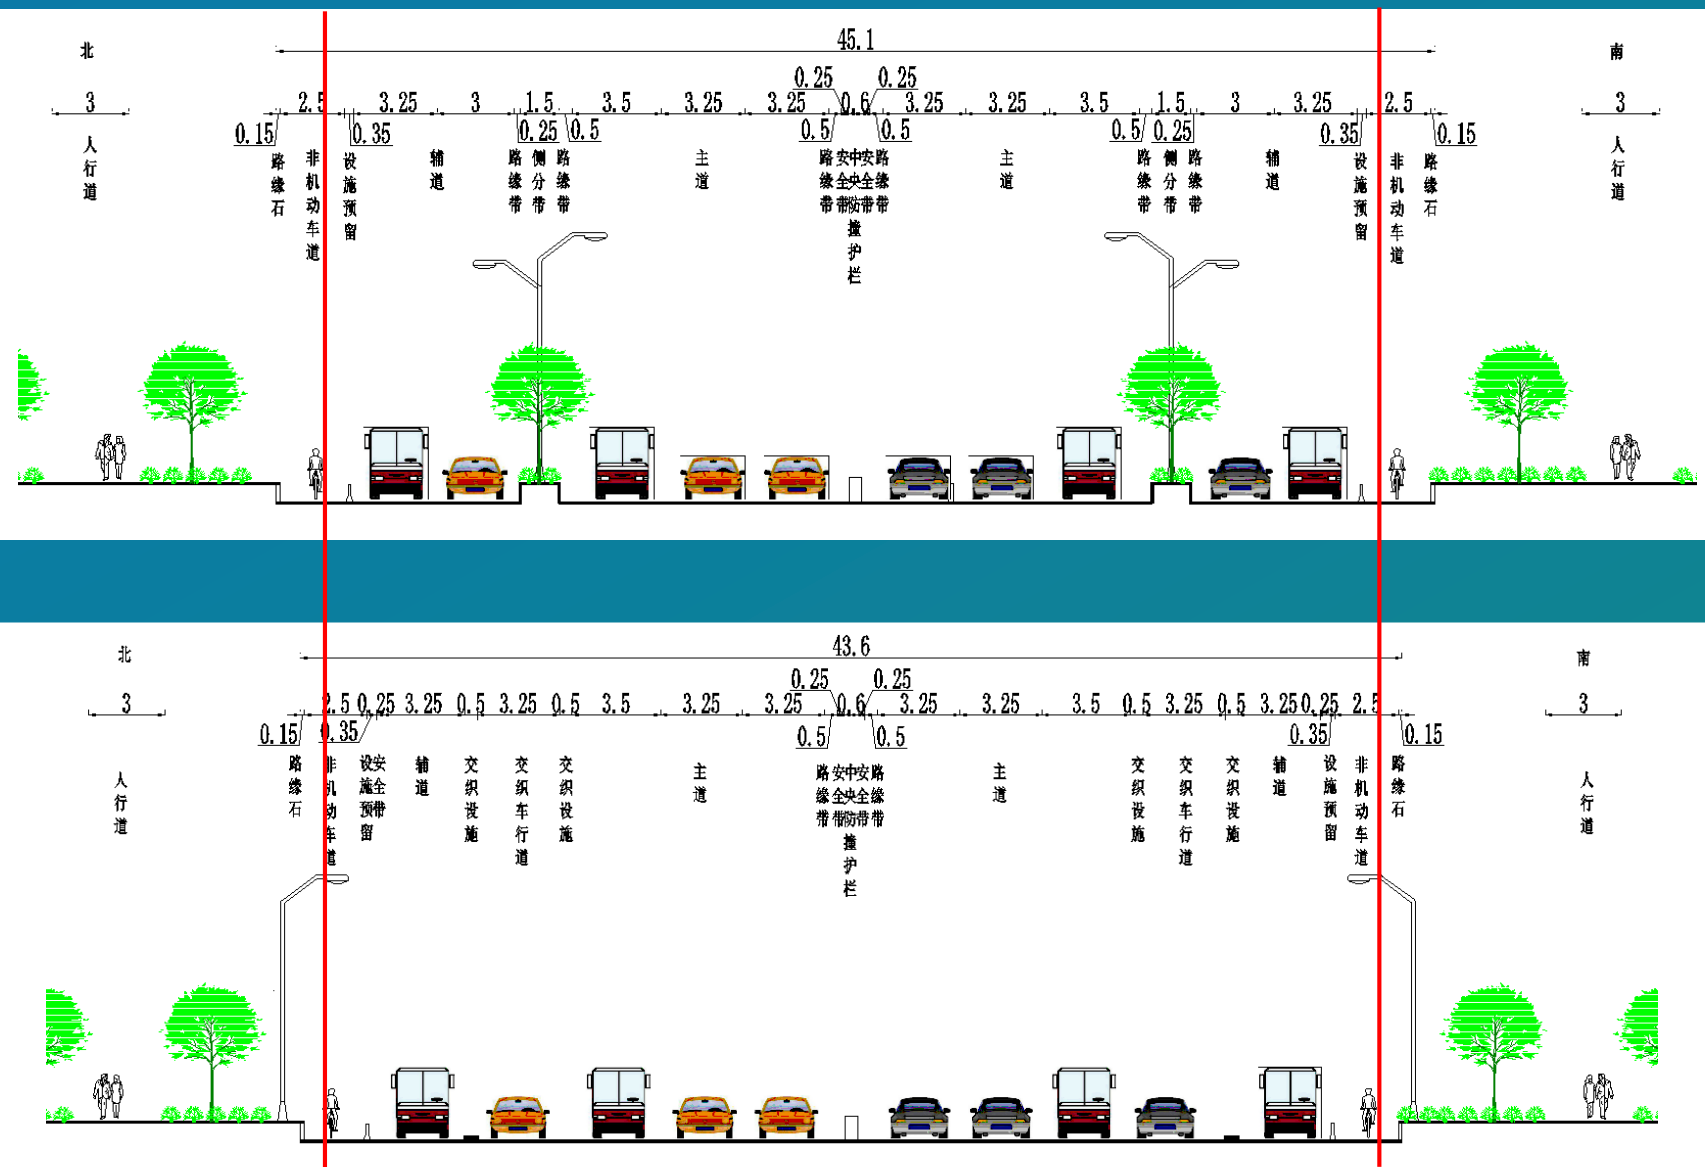 45.1
北
南
0.25
0.25
3
2.5
3.25
3
1.5
3.5
3.25
3.25
0.6
3.25
3.25
3.5
1.5
3
3.25
2.5
3
0.15
0.35
0.25
0.5
0.5
0.5
0.5
0.25
0.35
0.15
人行道
路缘石
非机动车道
设施预留
辅道
路缘带
侧分带
路缘带
主道
路缘带
安全带
中央防撞护栏
安全带
路缘带
主道
路缘带
侧分带
路缘带
辅道
设施预留
非机动车道
路缘石
人行道
43.6
北
南
0.25
0.25
3
2.5
0.25
3.25
0.5
3.25
0.5
3.5
3.25
3.25
0.6
3.25
3.25
3.5
0.5
3.25
0.5
3.25
0.25
2.5
3
0.15
0.35
0.5
0.5
0.35
0.15
人行道
路缘石
非机动车道
设施预留
安全带
辅道
交织设施
交织车行道
交织设施
主道
路缘带
安全带
中央防撞护栏
安全带
路缘带
主道
交织设施
交织车行道
交织设施
辅道
设施预留
非机动车道
路缘石
人行道